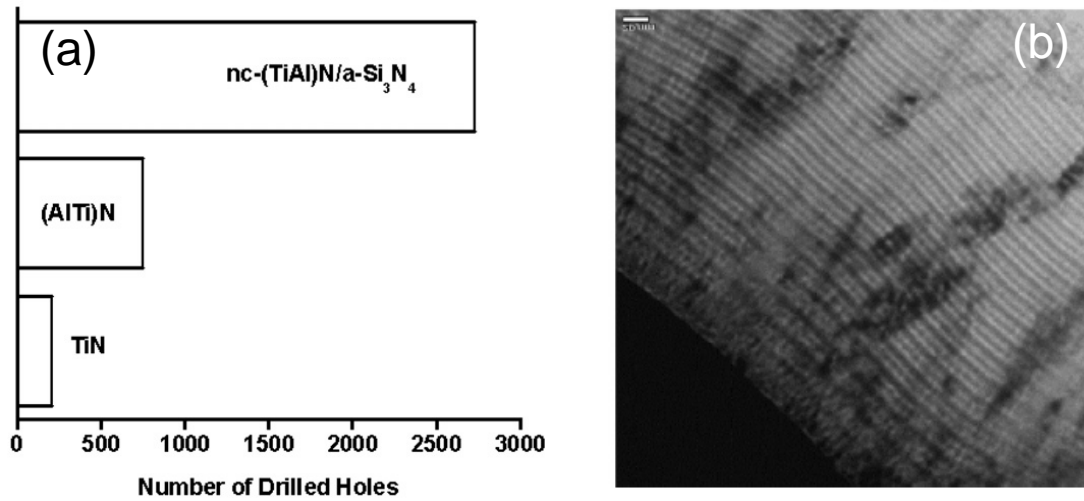 (a)
nc-(TiAl)N/a-Si₃N₄
(AlTi)N
TiN
0 500 1000 1500 2000 2500 3000
Number of Drilled Holes
(b)